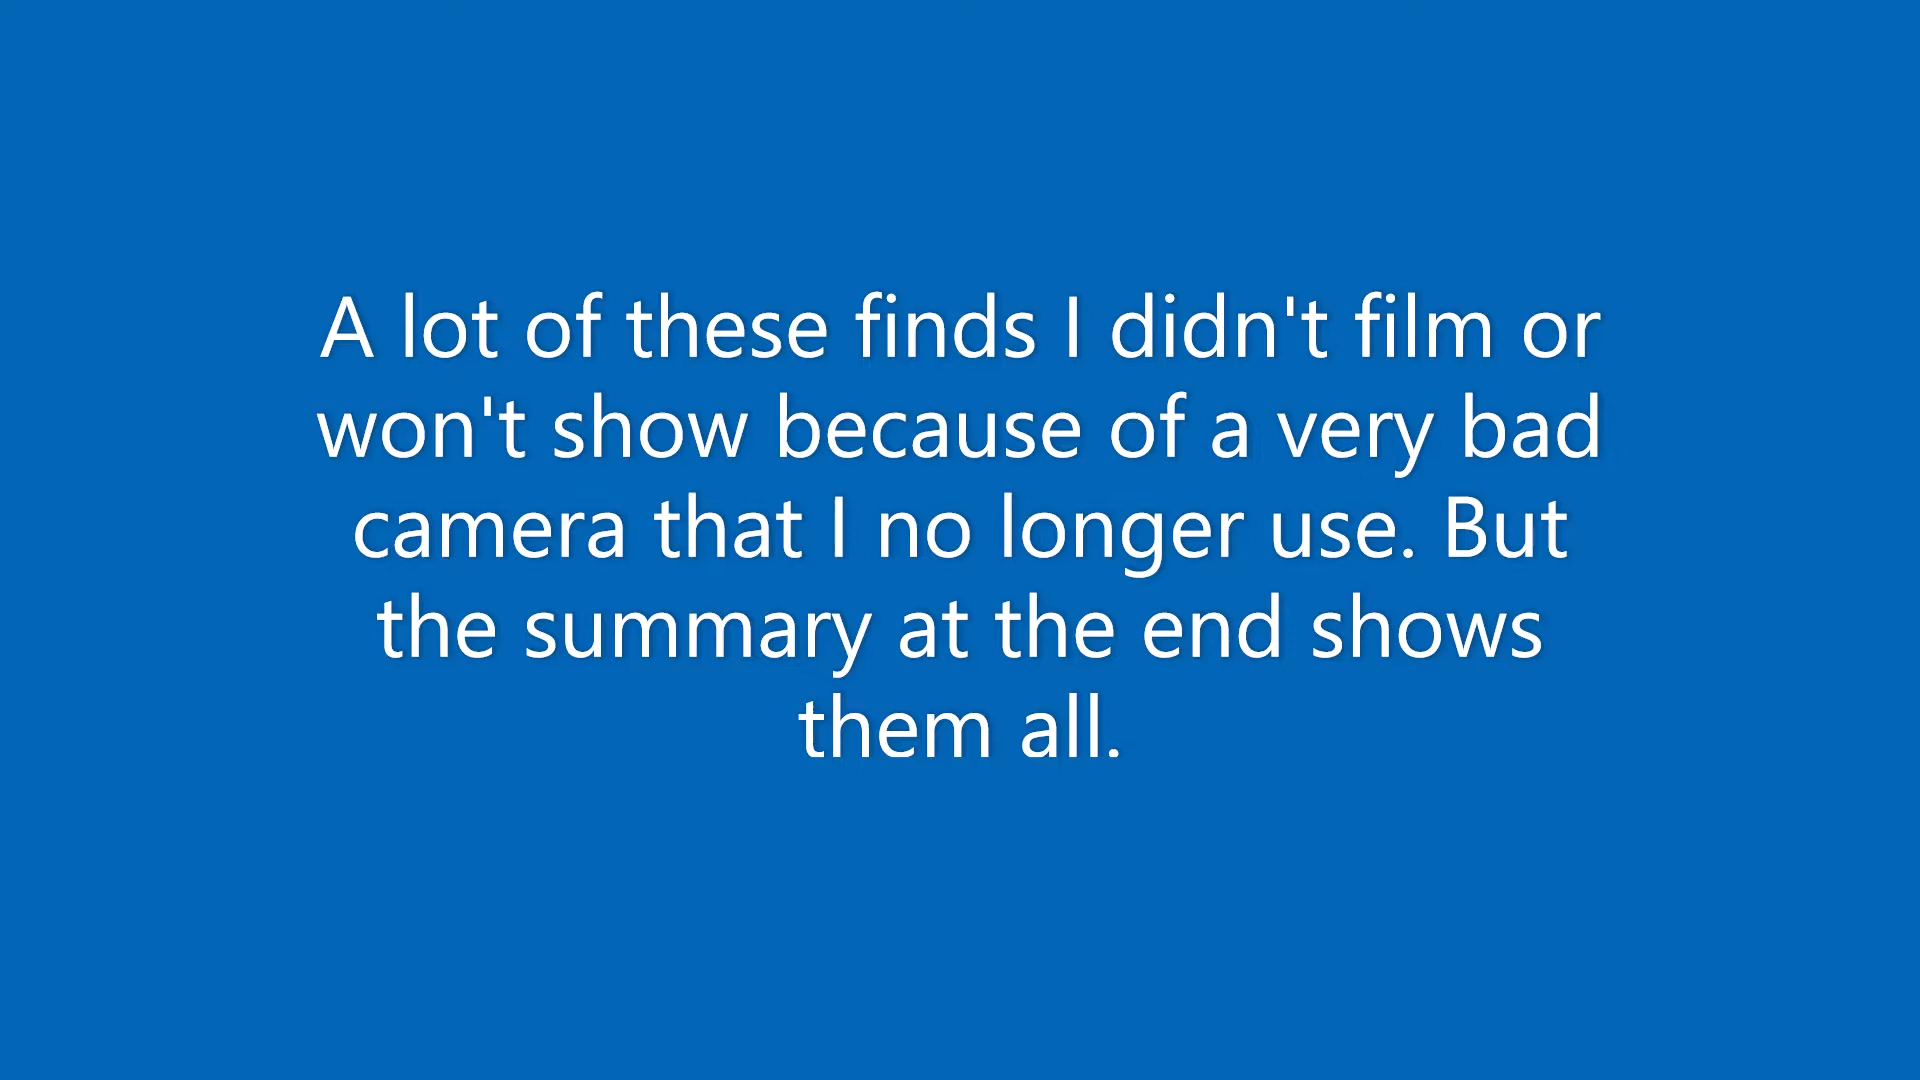 A lot of these finds I didn't film or
won't show because of a very bad
camera that I no longer use. But
the summary at the end shows
them all.